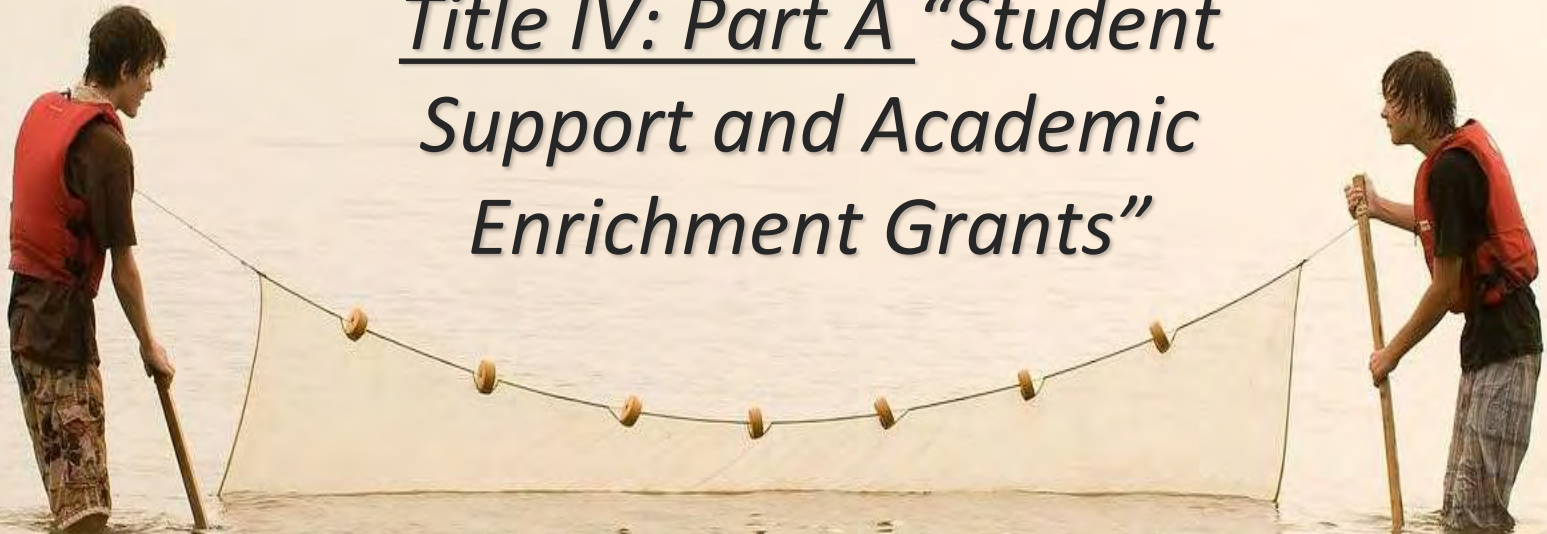 Title IV: Part A “Student
Support and Academic
Enrichment Grants”